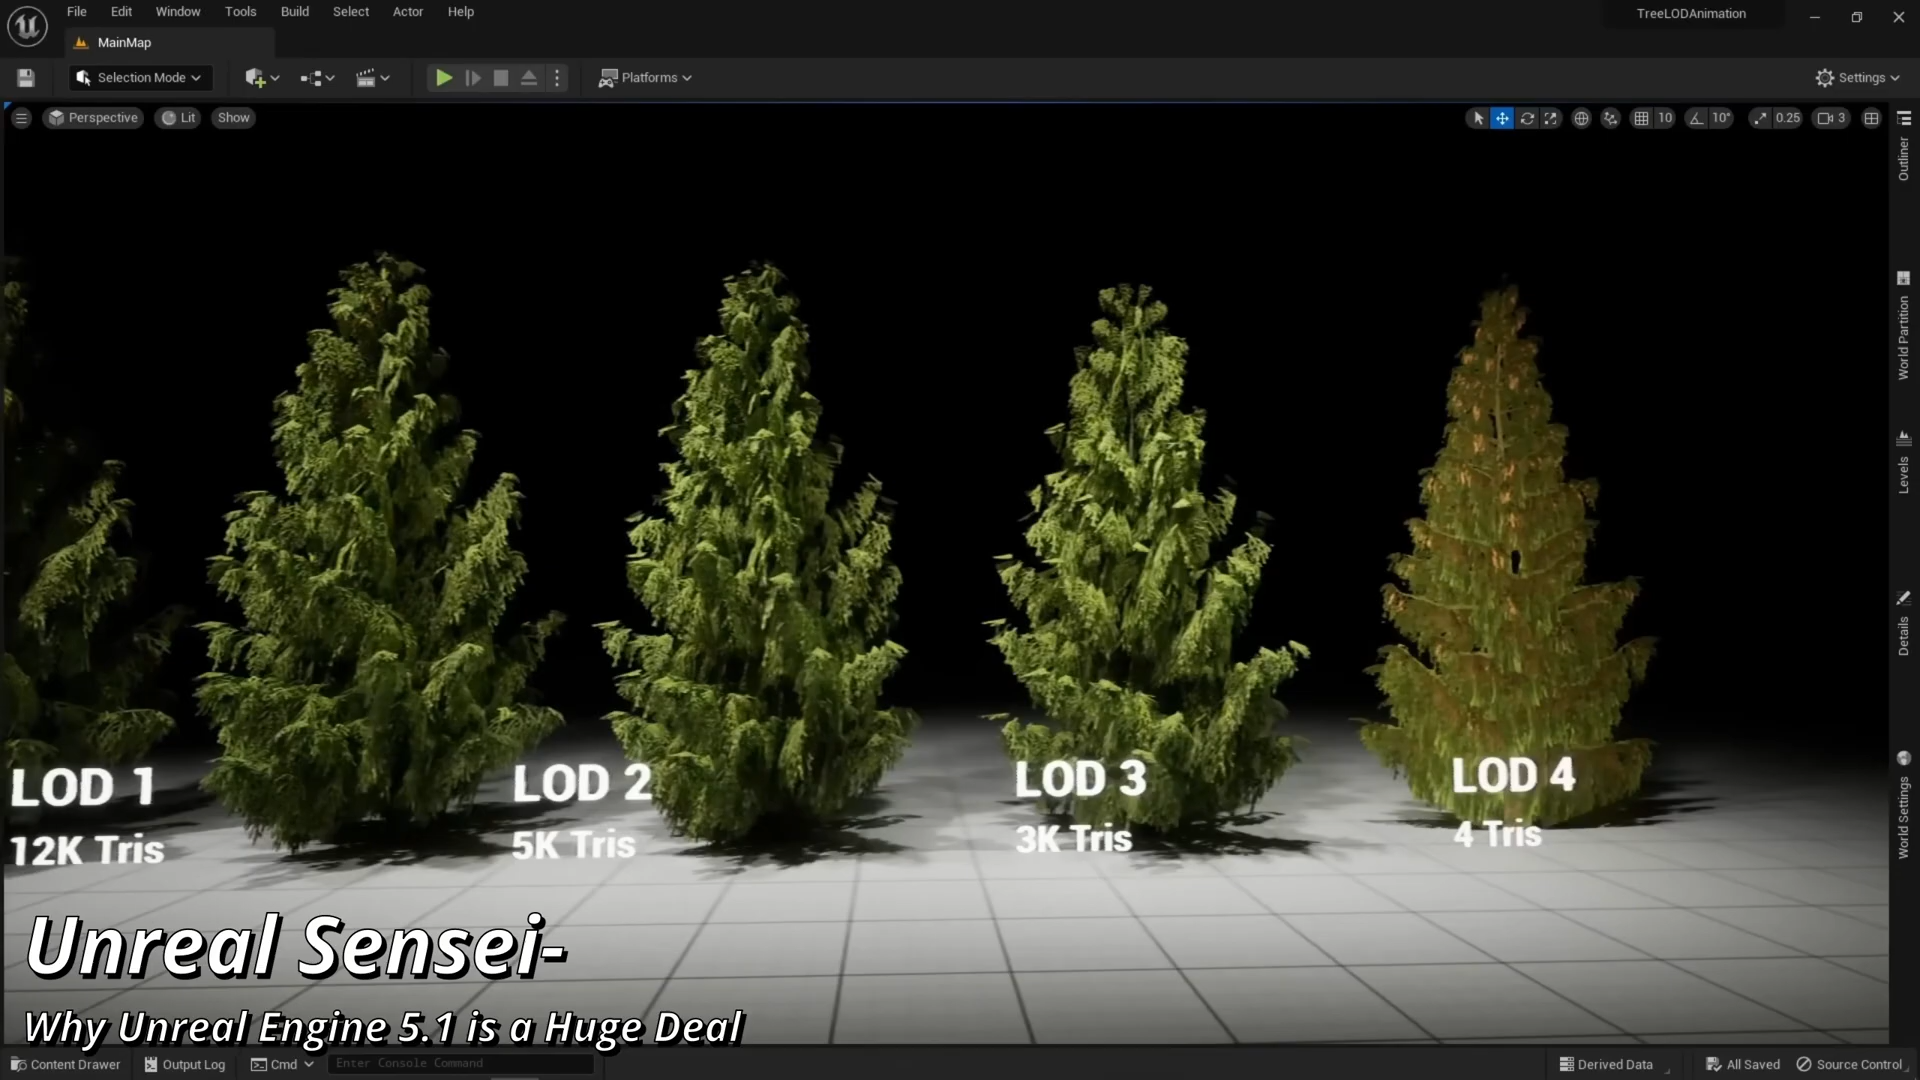 File Edit Window Tools Build Select Actor Help
TreeLODAnimation
MainMap
Selection Mode
Platforms
Settings
Perspective Lit Show
10 10° 0.25 3
Outliner
World Partition
Levels
Details
World Settings
LOD 1 LOD 2 LOD 3 LOD 4
12K Tris 5K Tris 3K Tris 4 Tris
Unreal Sensei-
Why Unreal Engine 5.1 is a Huge Deal
Content Drawer Output Log Cmd Enter Console Command Derived Data All Saved Source Control